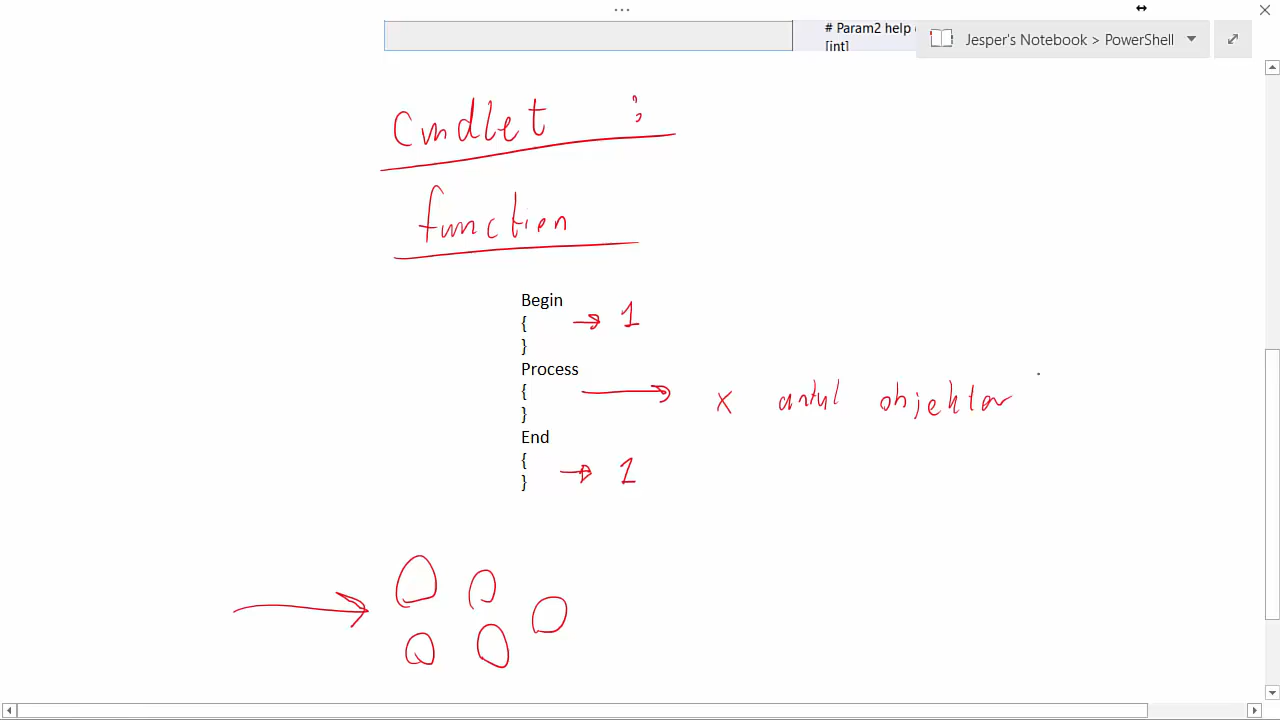 ...
# Param2 help
[int]
Jesper's Notebook > PowerShell
Cmdlet :
function
Begin
{ → 1
}
Process
{ → x antal objekter
}
End
{ → 1
}